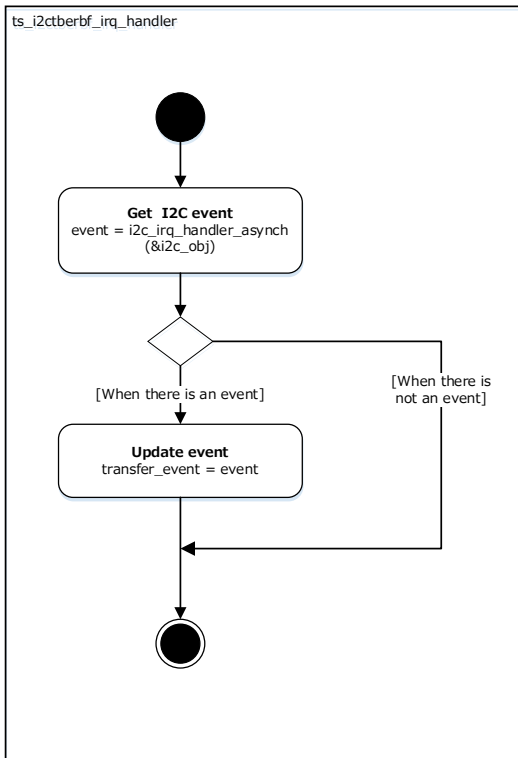 ts_i2ctberbf_irq_handler
Get I2C event
event = i2c_irq_handler_asynch
(&i2c_obj)
[When there is an event]
[When there is
not an event]
Update event
transfer_event = event